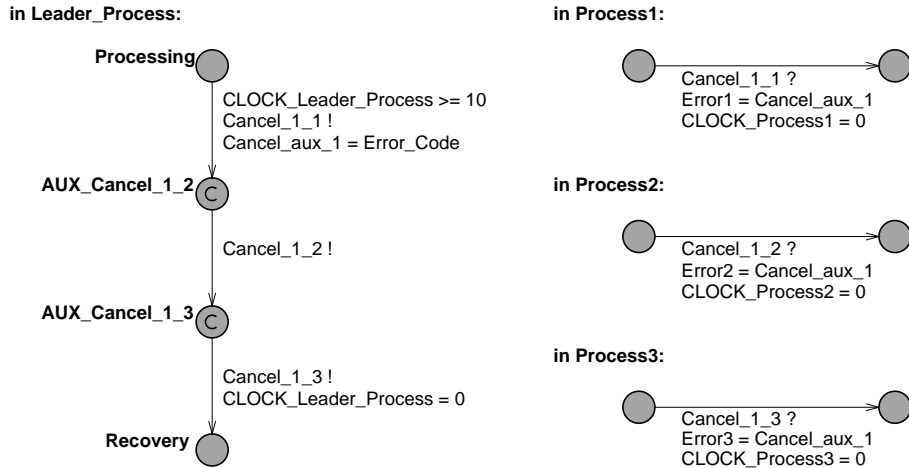 in Leader_Process:
Processing
CLOCK_Leader_Process >= 10
Cancel_1_1 !
Cancel_aux_1 = Error_Code
AUX_Cancel_1_2
C
Cancel_1_2 !
AUX_Cancel_1_3
C
Cancel_1_3 !
CLOCK_Leader_Process = 0
Recovery
in Process1:
Cancel_1_1 ?
Error1 = Cancel_aux_1
CLOCK_Process1 = 0
in Process2:
Cancel_1_2 ?
Error2 = Cancel_aux_1
CLOCK_Process2 = 0
in Process3:
Cancel_1_3 ?
Error3 = Cancel_aux_1
CLOCK_Process3 = 0